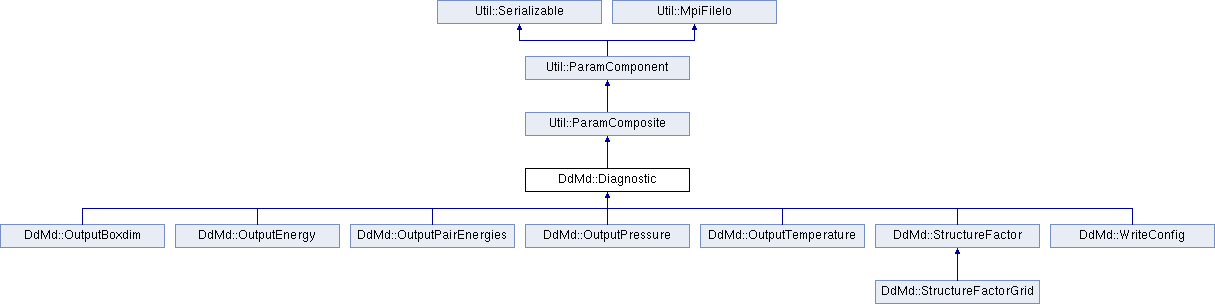 Util::Serializable
Util::MpiFileIo
Util::ParamComponent
Util::ParamComposite
DdMd::Diagnostic
DdMd::OutputBoxdim
DdMd::OutputEnergy
DdMd::OutputPairEnergies
DdMd::OutputPressure
DdMd::OutputTemperature
DdMd::StructureFactor
DdMd::WriteConfig
DdMd::StructureFactorGrid